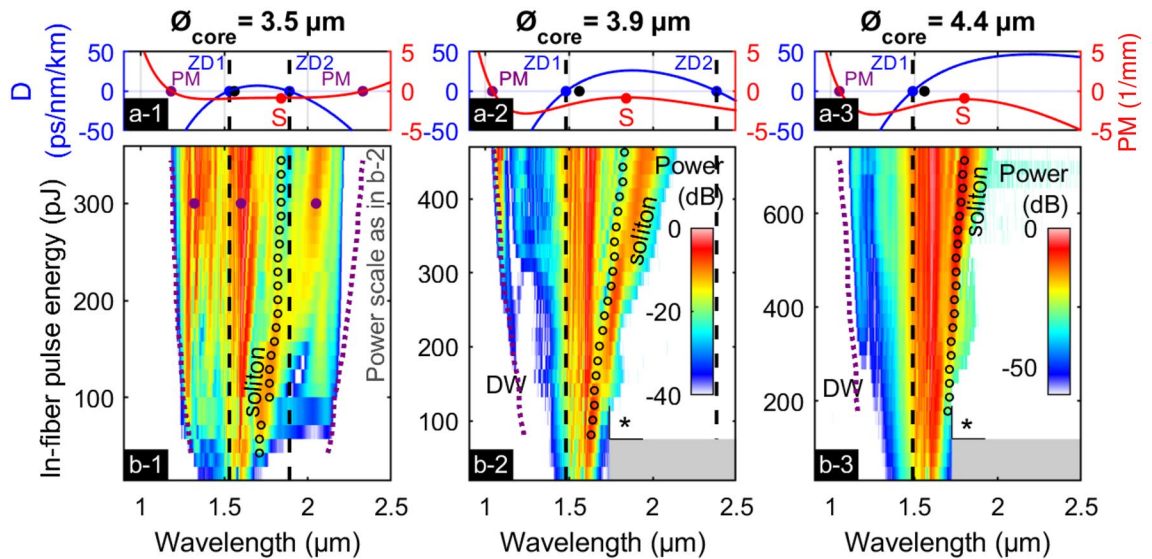 Ø_core = 3.5 µm
Ø_core = 3.9 µm
Ø_core = 4.4 µm
D
(ps/nm/km)
50
0
-50
ZD1
ZD2
PM
PM
S
a-1
5
0
-5
50
0
-50
PM
ZD1
ZD2
S
a-2
5
0
-5
50
0
-50
PM
ZD1
S
a-3
5
0
-5
PM (1/mm)
In-fiber pulse energy (pJ)
300
200
100
soliton
Power scale as in b-2
b-1
1
1.5
2
2.5
Wavelength (µm)
400
300
200
100
DW
soliton
Power
(dB)
0
-20
-40
*
b-2
1
1.5
2
2.5
Wavelength (µm)
600
400
200
DW
soliton
Power
(dB)
0
-50
*
b-3
1
1.5
2
2.5
Wavelength (µm)